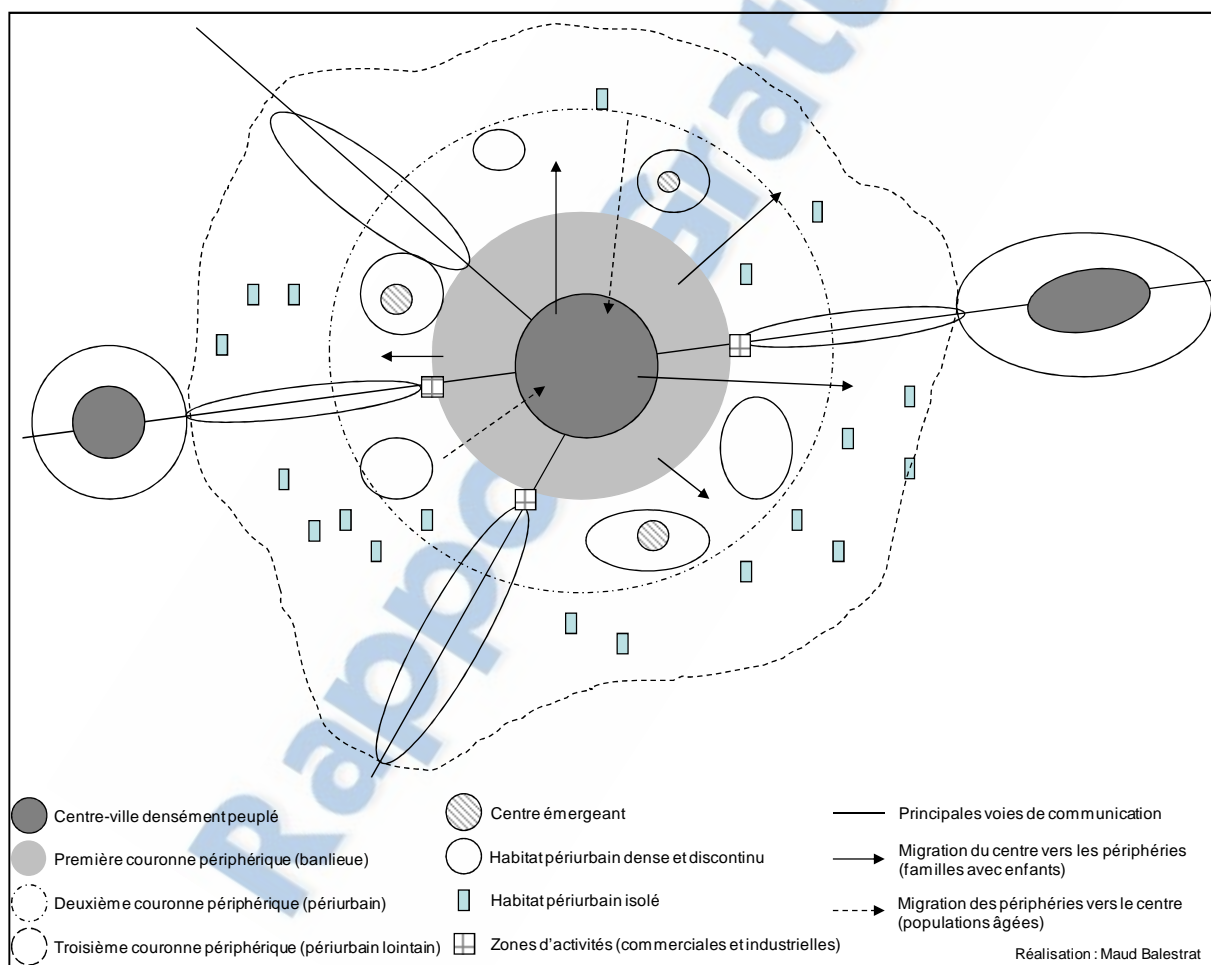 Rapport Gratuit
Centre-ville densément peuplé
Première couronne périphérique (banlieue)
Deuxième couronne périphérique (périurbain)
Troisième couronne périphérique (périurbain lointain)
Centre émergeant
Habitat périurbain dense et discontinu
Habitat périurbain isolé
Zones d'activités (commerciales et industrielles)
Principales voies de communication
Migration du centre vers les périphéries
(familles avec enfants)
Migration des périphéries vers le centre
(populations âgées)
Réalisation : Maud Balestrat